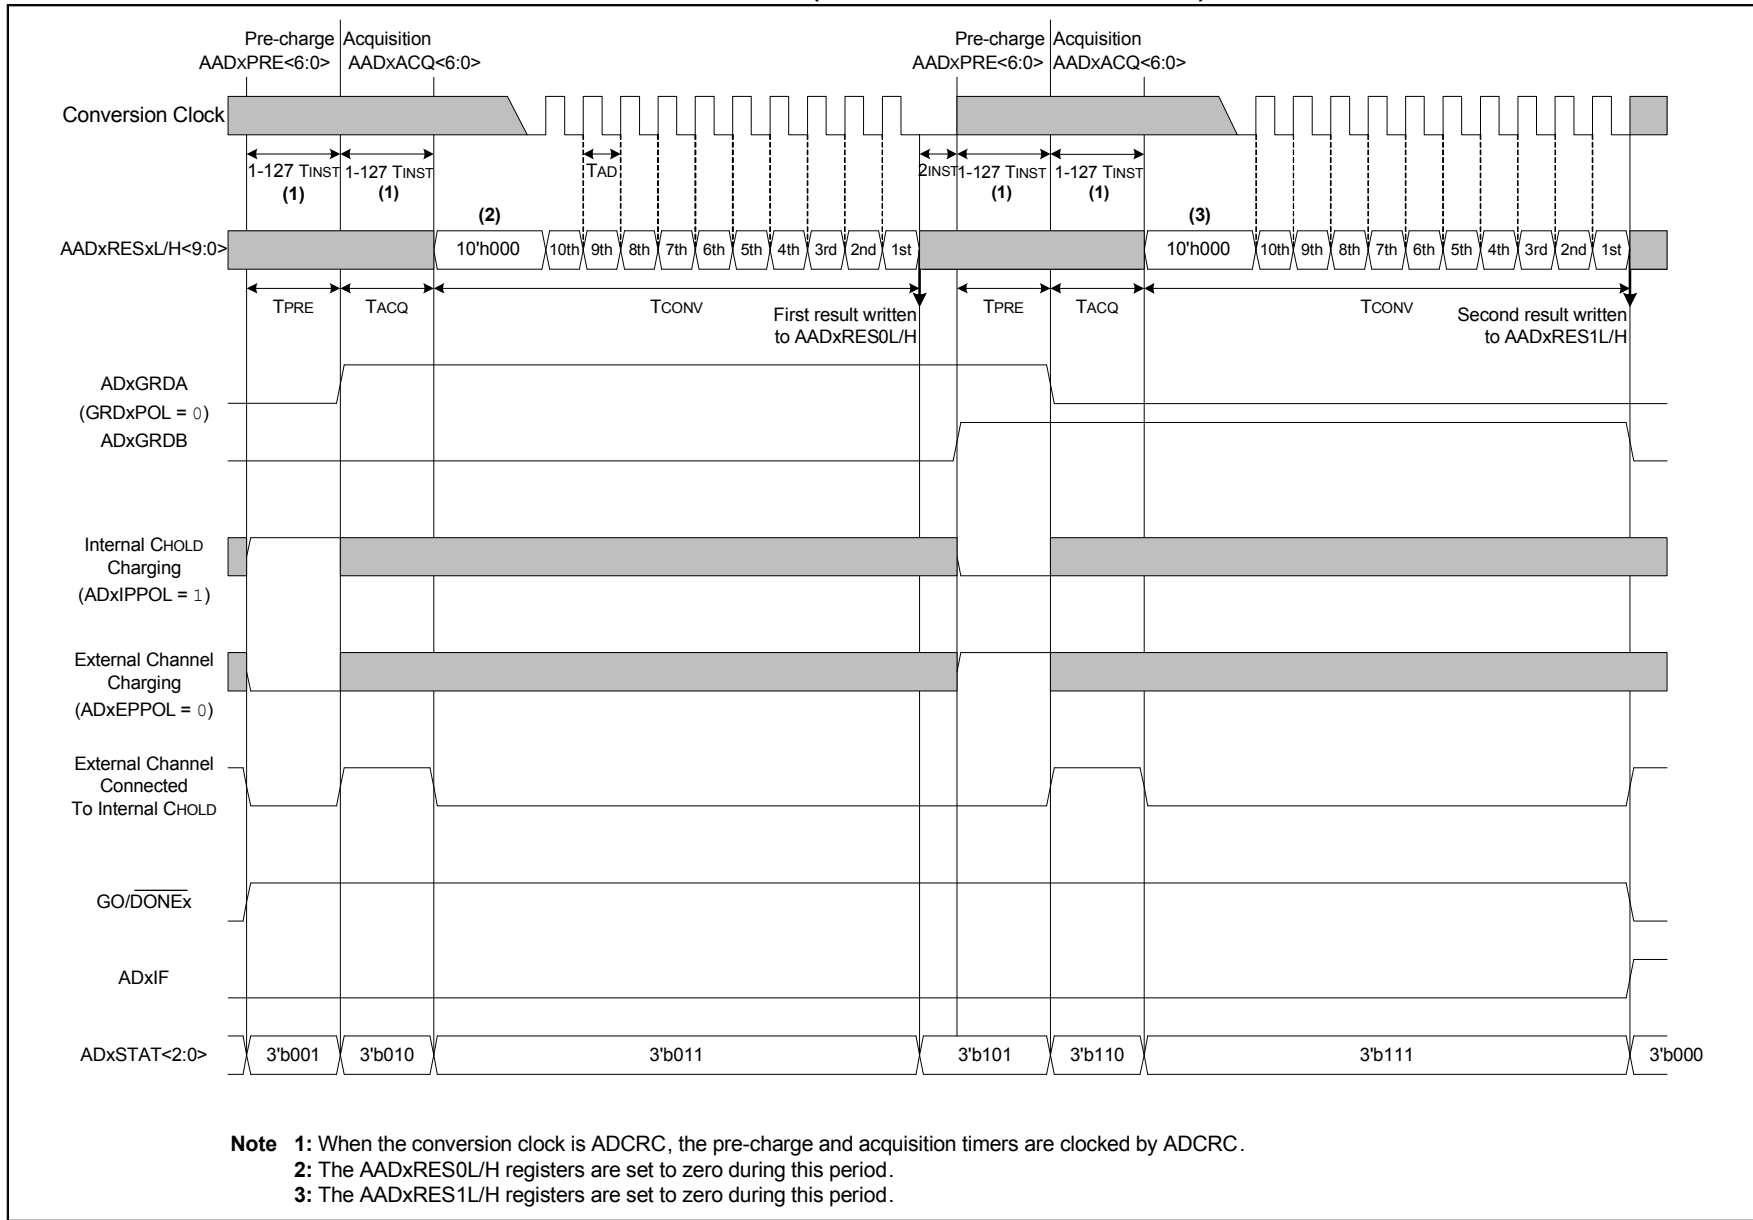 Pre-charge Acquisition Pre-charge Acquisition
AADxPRE<6:0> AADxACQ<6:0> AADxPRE<6:0> AADxACQ<6:0>
Conversion Clock
1-127 TINST 1-127 TINST TAD 2INST 1-127 TINST 1-127 TINST
(1) (1) (1) (1)
(2) (3)
AADxRESxL/H<9:0> 10'h000 10th 9th 8th 7th 6th 5th 4th 3rd 2nd 1st 10'h000 10th 9th 8th 7th 6th 5th 4th 3rd 2nd 1st
TPRE TACQ TCONV TPRE TACQ TCONV
First result written
to AADxRES0L/H
Second result written
to AADxRES1L/H
ADxGRDA
(GRDxPOL = 0)
ADxGRDB
Internal CHOLD
Charging
(ADxIPPOL = 1)
External Channel
Charging
(ADxEPPOL = 0)
External Channel
Connected
To Internal CHOLD
GO/DONEx
ADxIF
ADxSTAT<2:0> 3'b001 3'b010 3'b011 3'b101 3'b110 3'b111 3'b000
Note 1: When the conversion clock is ADCRC, the pre-charge and acquisition timers are clocked by ADCRC.
2: The AADxRES0L/H registers are set to zero during this period.
3: The AADxRES1L/H registers are set to zero during this period.